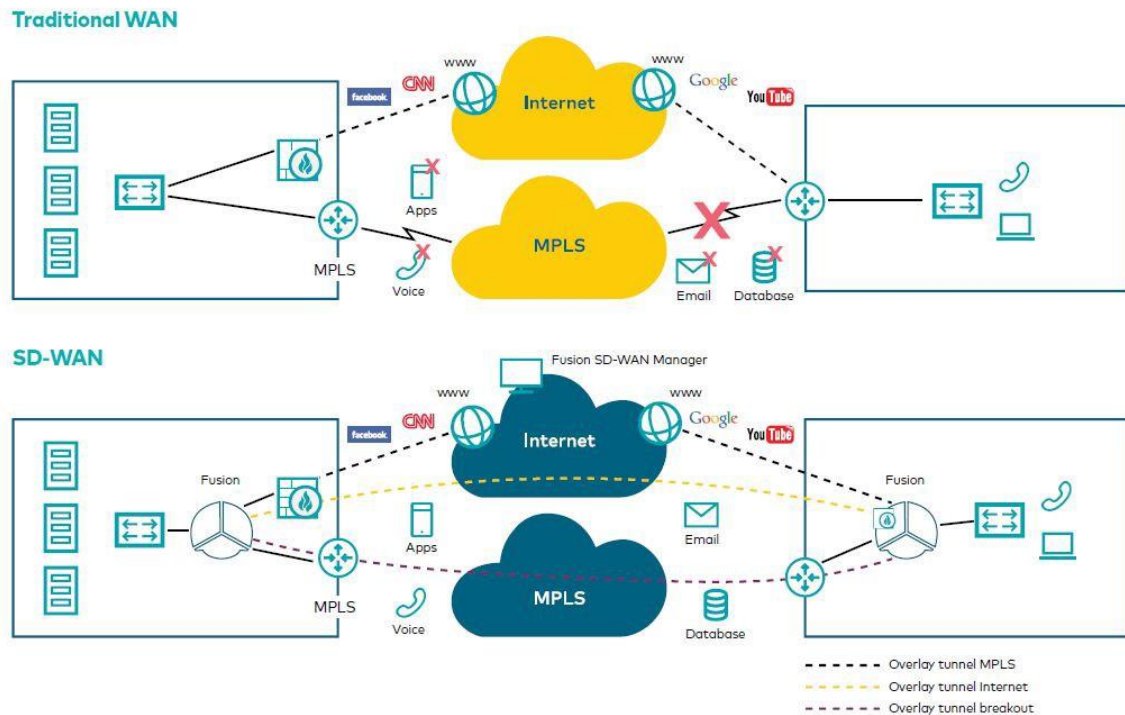 Traditional WAN
www
www
facebook
CNN
Google
YouTube
Internet
Apps
MPLS
MPLS
Voice
Email
Database
SD-WAN
Fusion SD-WAN Manager
www
www
facebook
CNN
Google
YouTube
Internet
Fusion
Fusion
Apps
Email
MPLS
MPLS
Voice
Database
Overlay tunnel MPLS
Overlay tunnel Internet
Overlay tunnel breakout